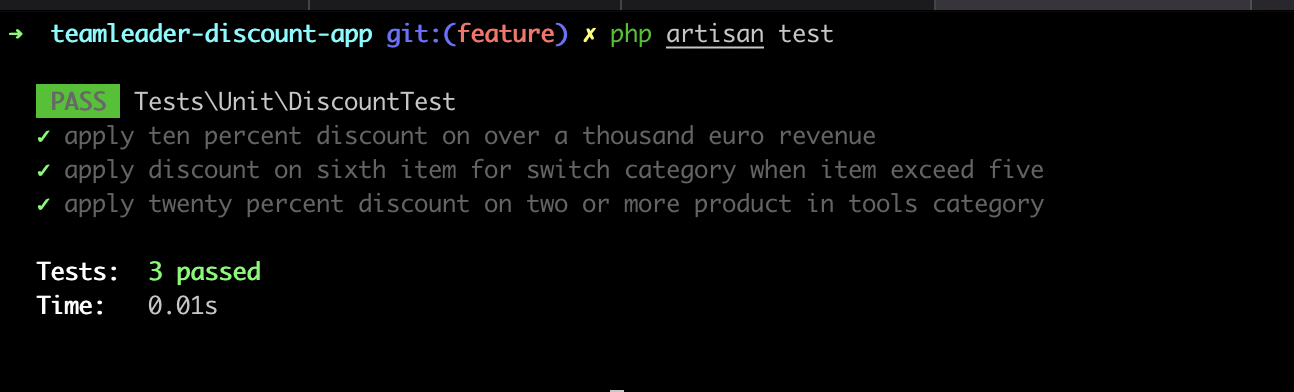 ➜ teamleader-discount-app git:(feature) ✗ php artisan test
PASS Tests\Unit\DiscountTest
✓ apply ten percent discount on over a thousand euro revenue
✓ apply discount on sixth item for switch category when item exceed five
✓ apply twenty percent discount on two or more product in tools category
Tests: 3 passed
Time: 0.01s